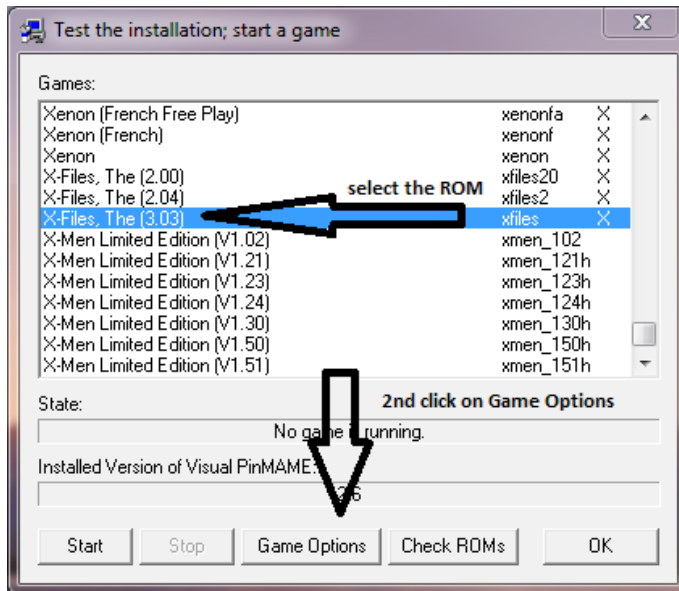 Test the installation; start a game
Games:
Xenon (French Free Play) xenonfa X
Xenon (French) xenonf X
Xenon xenon X
X-Files, The (2.00) xfiles20 X
select the ROM
X-Files, The (2.04) xfiles2 X
X-Files, The (3.03) xfiles X
X-Men Limited Edition (V1.02) xmen_102
X-Men Limited Edition (V1.21) xmen_121h
X-Men Limited Edition (V1.23) xmen_123h
X-Men Limited Edition (V1.24) xmen_124h
X-Men Limited Edition (V1.30) xmen_130h
X-Men Limited Edition (V1.50) xmen_150h
X-Men Limited Edition (V1.51) xmen_151h
State: 2nd click on Game Options
No game is running.
Installed Version of Visual PinMAME:
Start Stop Game Options Check ROMs OK